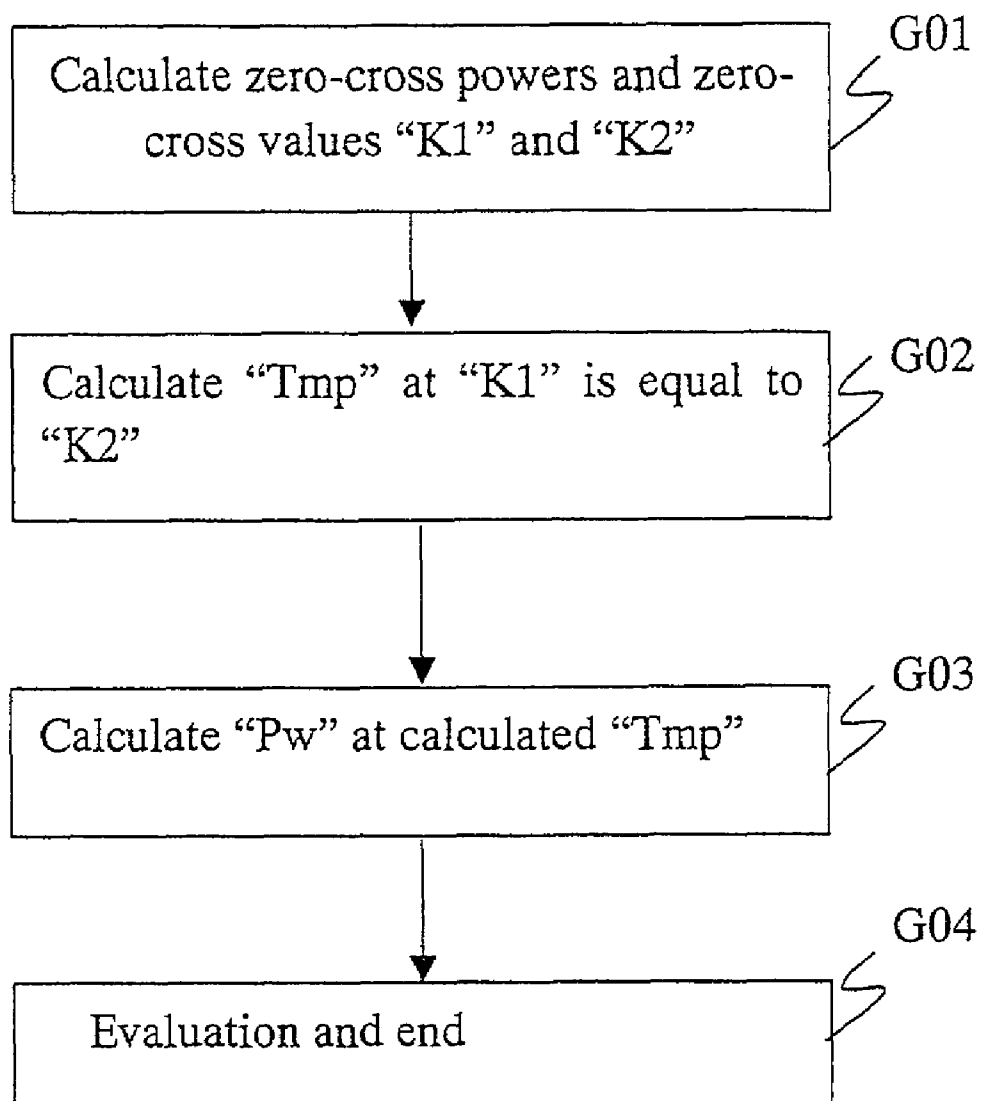 G01
Calculate zero-cross powers and zero-
cross values “K1” and “K2”
G02
Calculate “Tmp” at “K1” is equal to
“K2”
G03
Calculate “Pw” at calculated “Tmp”
G04
Evaluation and end